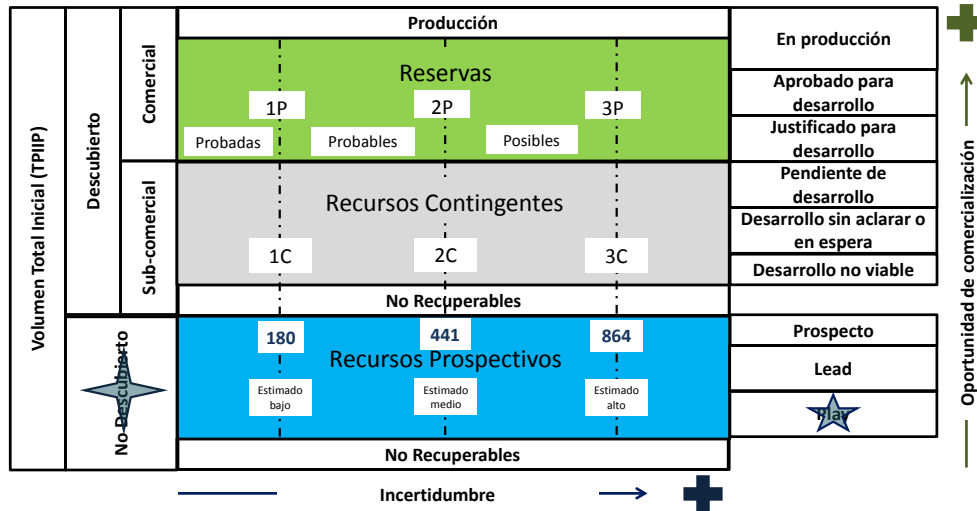 Producción
En producción
Reservas
Aprobado para
desarrollo
1P
2P
3P
Justificado para
desarrollo
Probadas
Probables
Posibles
Comercial
Descubierto
Volumen Total Inicial (TPIIP)
Recursos Contingentes
Pendiente de
desarrollo
Desarrollo sin aclarar o
en espera
1C
2C
3C
Desarrollo no viable
Sub-comercial
No Recuperables
180
441
864
Prospecto
Recursos Prospectivos
Lead
Estimado
bajo
Estimado
medio
Estimado
alto
Play
No Descubierto
No Recuperables
Incertidumbre
Oportunidad de comercialización